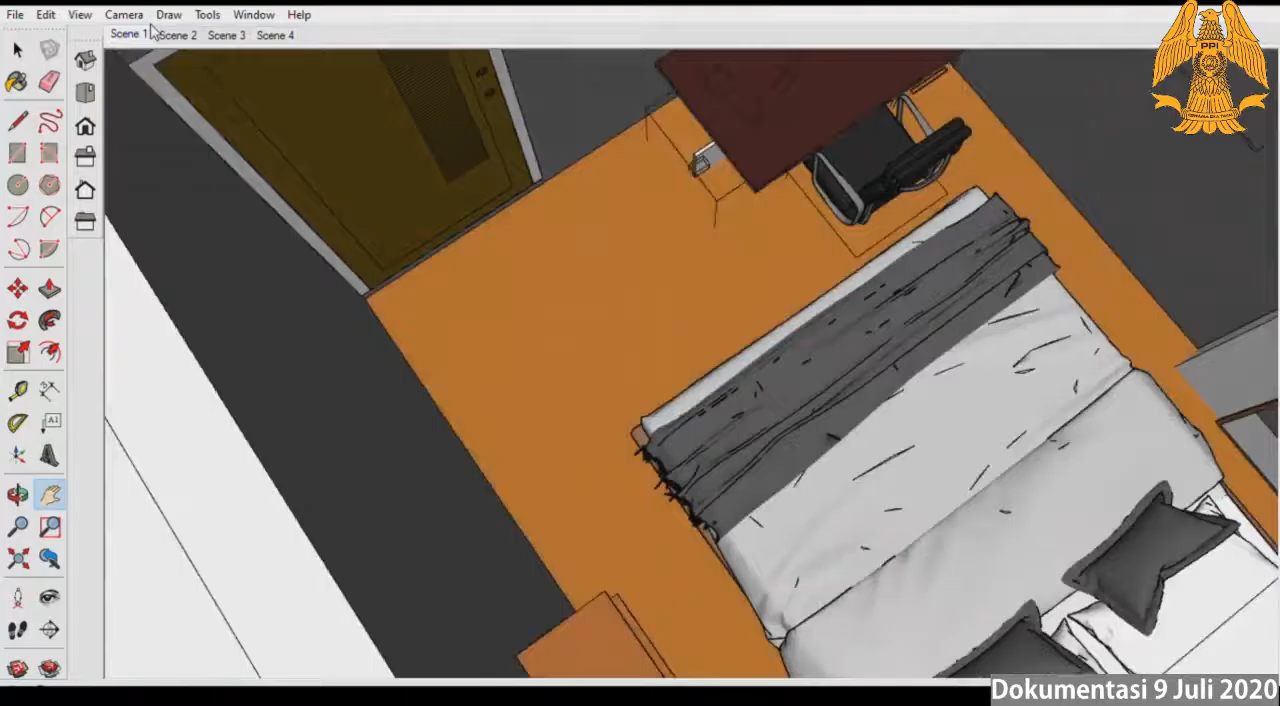 File Edit View Camera Draw Tools Window Help
Scene 1 Scene 2 Scene 3 Scene 4
PPI
A1
Dokumentasi 9 Juli 2020